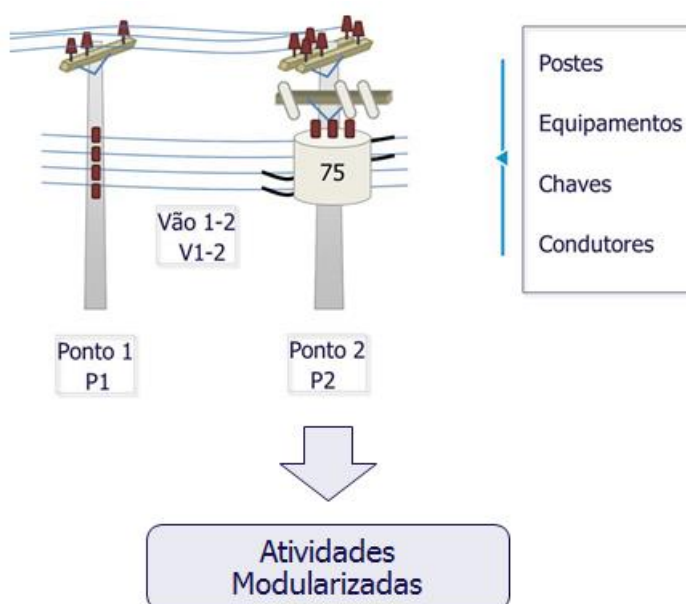 75
Vão 1-2
V1-2
Ponto 1
P1
Ponto 2
P2
Postes
Equipamentos
Chaves
Condutores
Atividades
Modularizadas